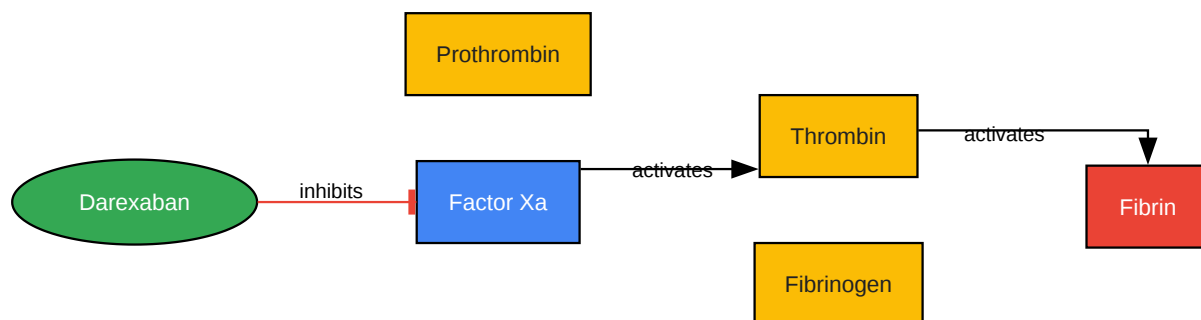 Prothrombin
Thrombin
activates
activates
inhibits
Darexaban
Factor Xa
Fibrin
Fibrinogen